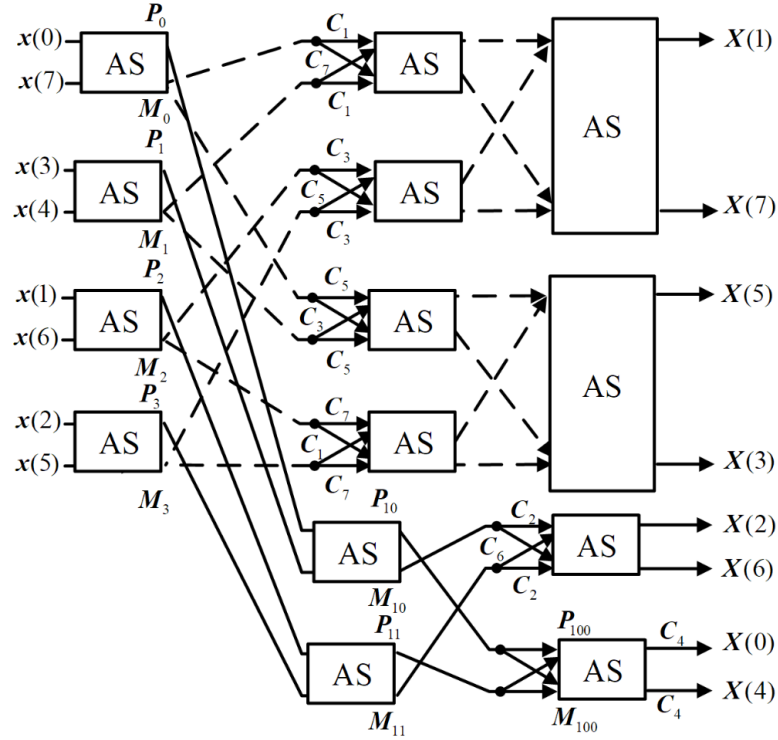 P₀
x(0) AS C₁ AS AS X(1)
x(7) C₇
M₀ C₁
P₁
x(3) AS C₃ AS
x(4) C₅ X(7)
M₁ C₃
P₂
x(1) AS C₅ AS AS X(5)
x(6) C₃
M₂ C₅
P₃
x(2) AS C₇ AS
x(5) C₁ X(3)
M₃ C₇
P₁₀ C₂ AS X(2)
AS C₆ X(6)
M₁₀ C₂
P₁₁ P₁₀₀ C₄ X(0)
AS AS
M₁₁ M₁₀₀ C₄ X(4)